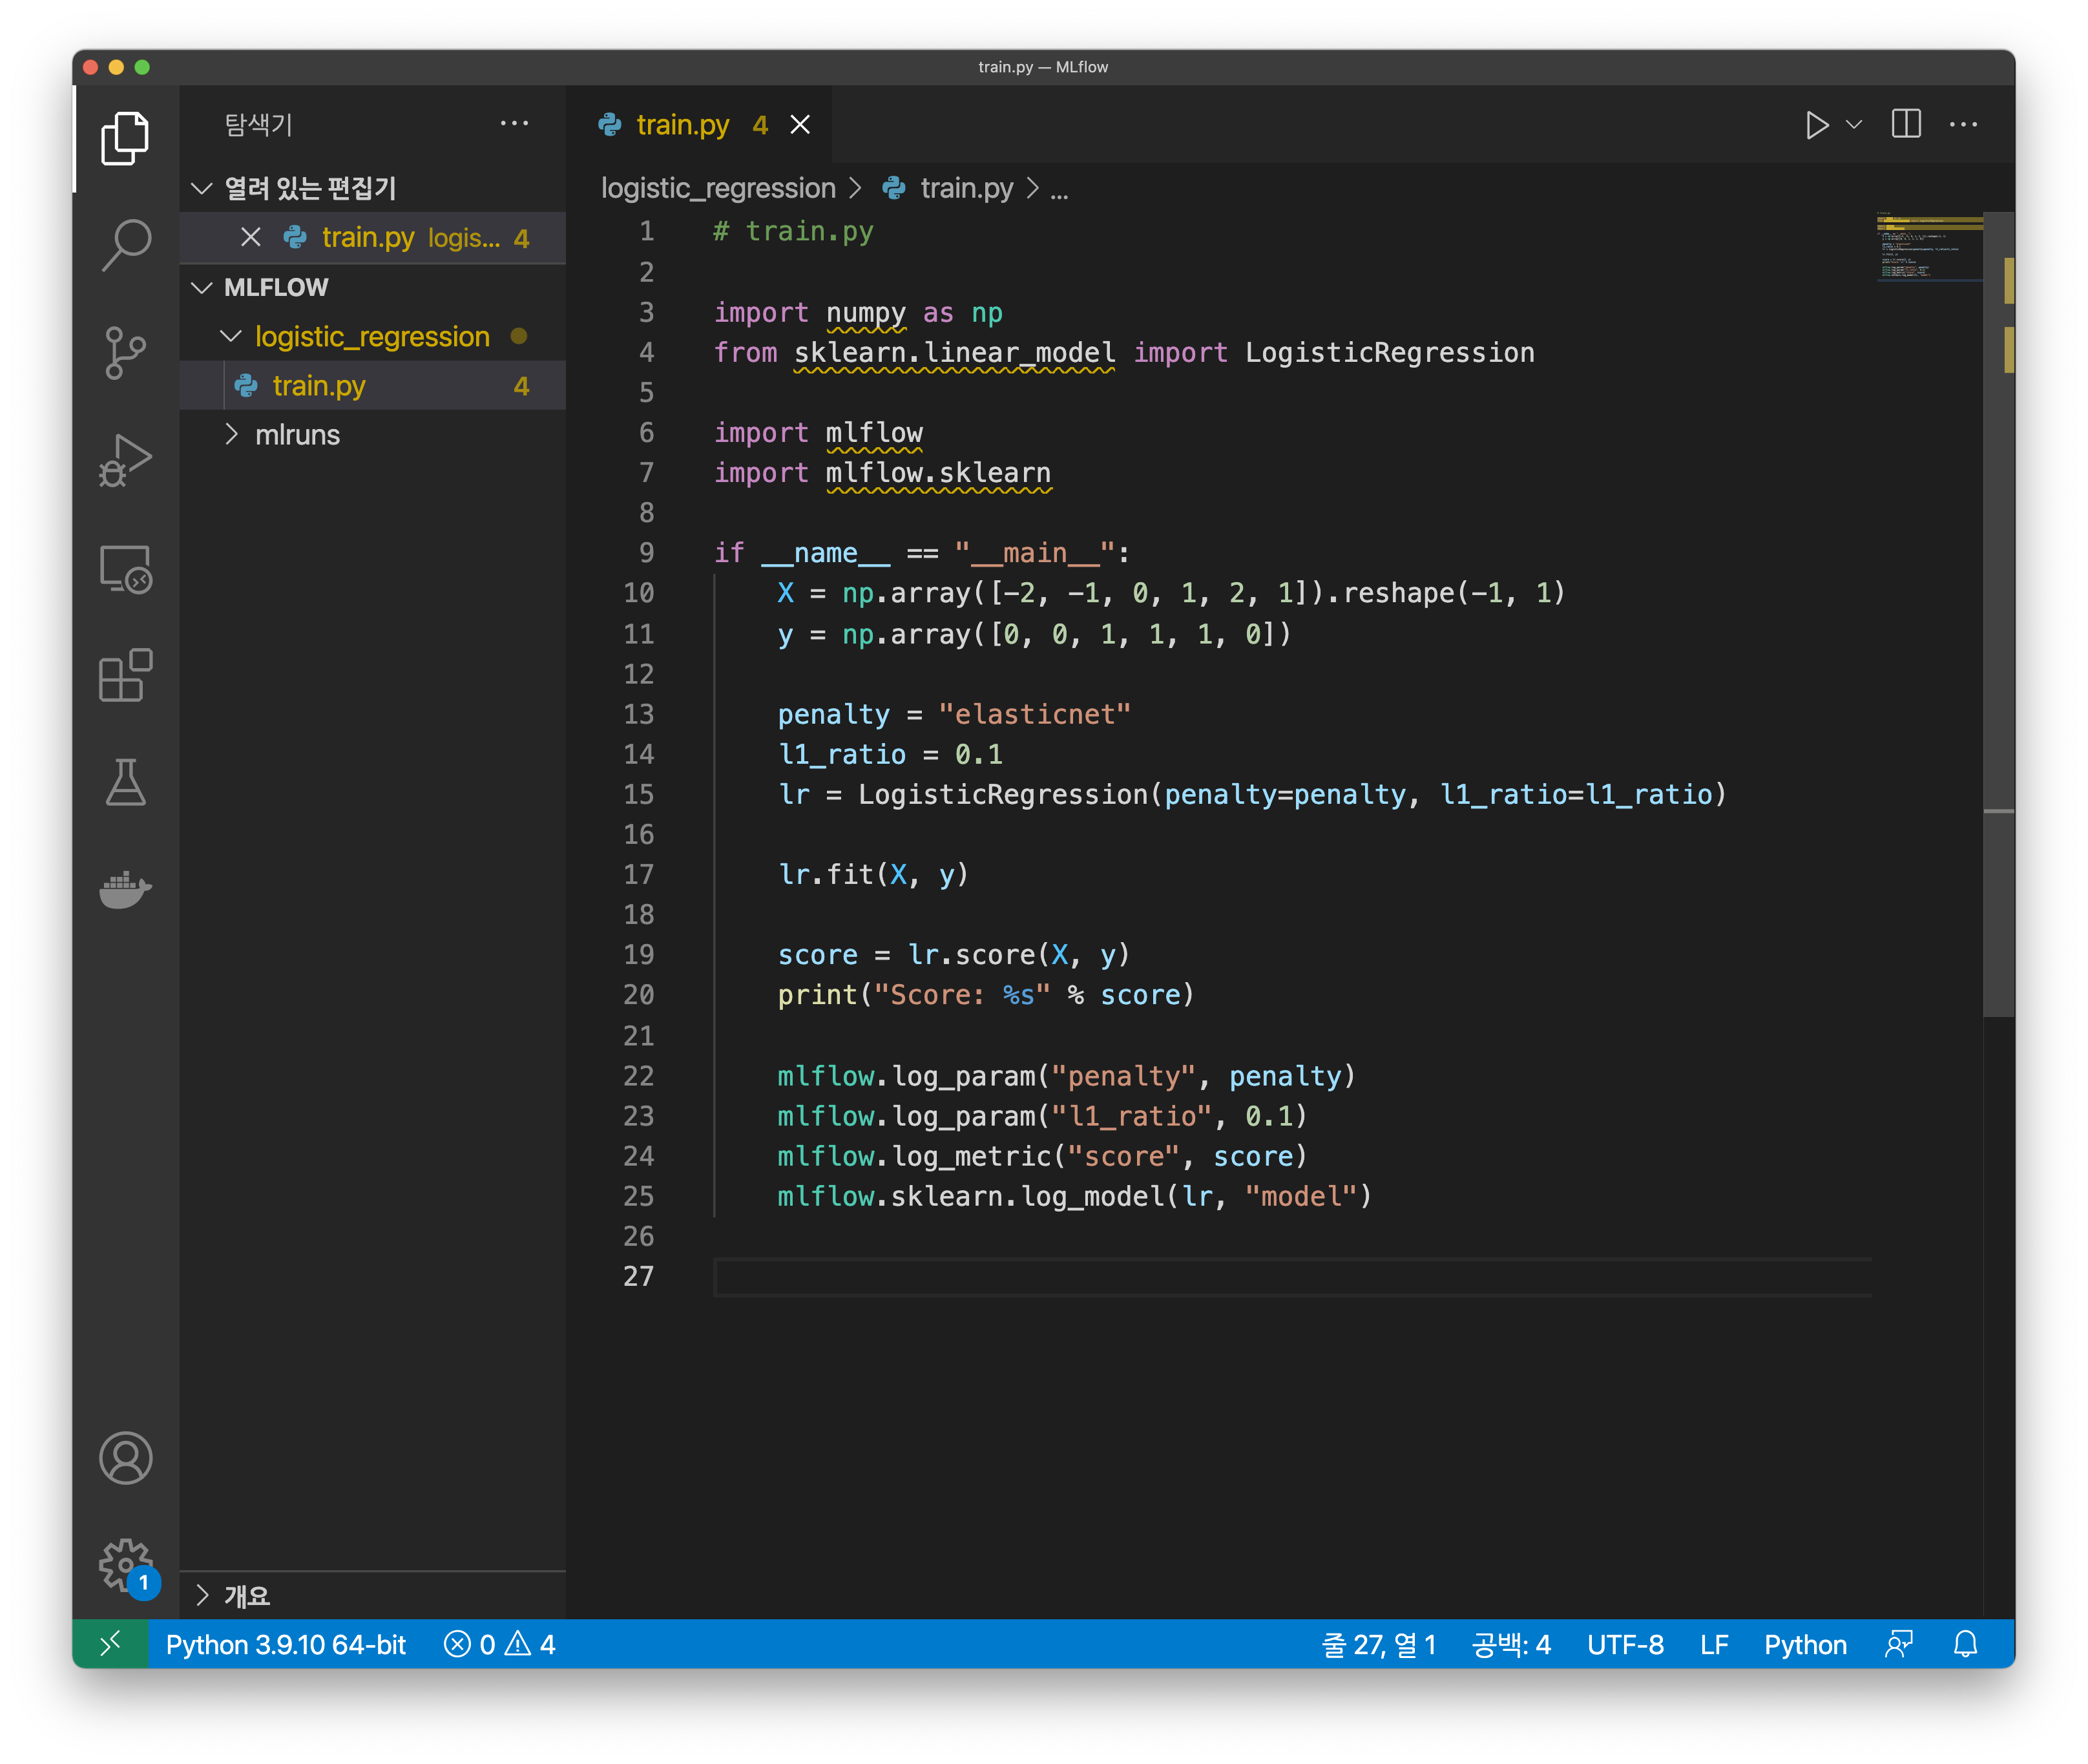 train.py — MLflow
탐색기
열려 있는 편집기
train.py logis... 4
MLFLOW
logistic_regression
train.py 4
mlruns
개요
train.py 4
logistic_regression > train.py > ...
1 # train.py
2
3 import numpy as np
4 from sklearn.linear_model import LogisticRegression
5
6 import mlflow
7 import mlflow.sklearn
8
9 if __name__ == "__main__":
10 X = np.array([-2, -1, 0, 1, 2, 1]).reshape(-1, 1)
11 y = np.array([0, 0, 1, 1, 1, 0])
12
13 penalty = "elasticnet"
14 l1_ratio = 0.1
15 lr = LogisticRegression(penalty=penalty, l1_ratio=l1_ratio)
16
17 lr.fit(X, y)
18
19 score = lr.score(X, y)
20 print("Score: %s" % score)
21
22 mlflow.log_param("penalty", penalty)
23 mlflow.log_param("l1_ratio", 0.1)
24 mlflow.log_metric("score", score)
25 mlflow.sklearn.log_model(lr, "model")
26
27
1
Python 3.9.10 64-bit 0 4 줄 27, 열 1 공백: 4 UTF-8 LF Python